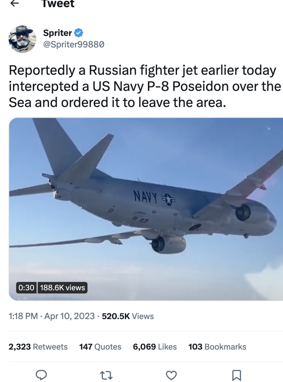 Tweet
Spriter
@Spriter99880
Reportedly a Russian fighter jet earlier today
intercepted a US Navy P-8 Poseidon over the
Sea and ordered it to leave the area.
NAVY
0:30 188.6K views
1:18 PM · Apr 10, 2023 · 520.5K Views
2,323 Retweets 147 Quotes 6,069 Likes 103 Bookmarks